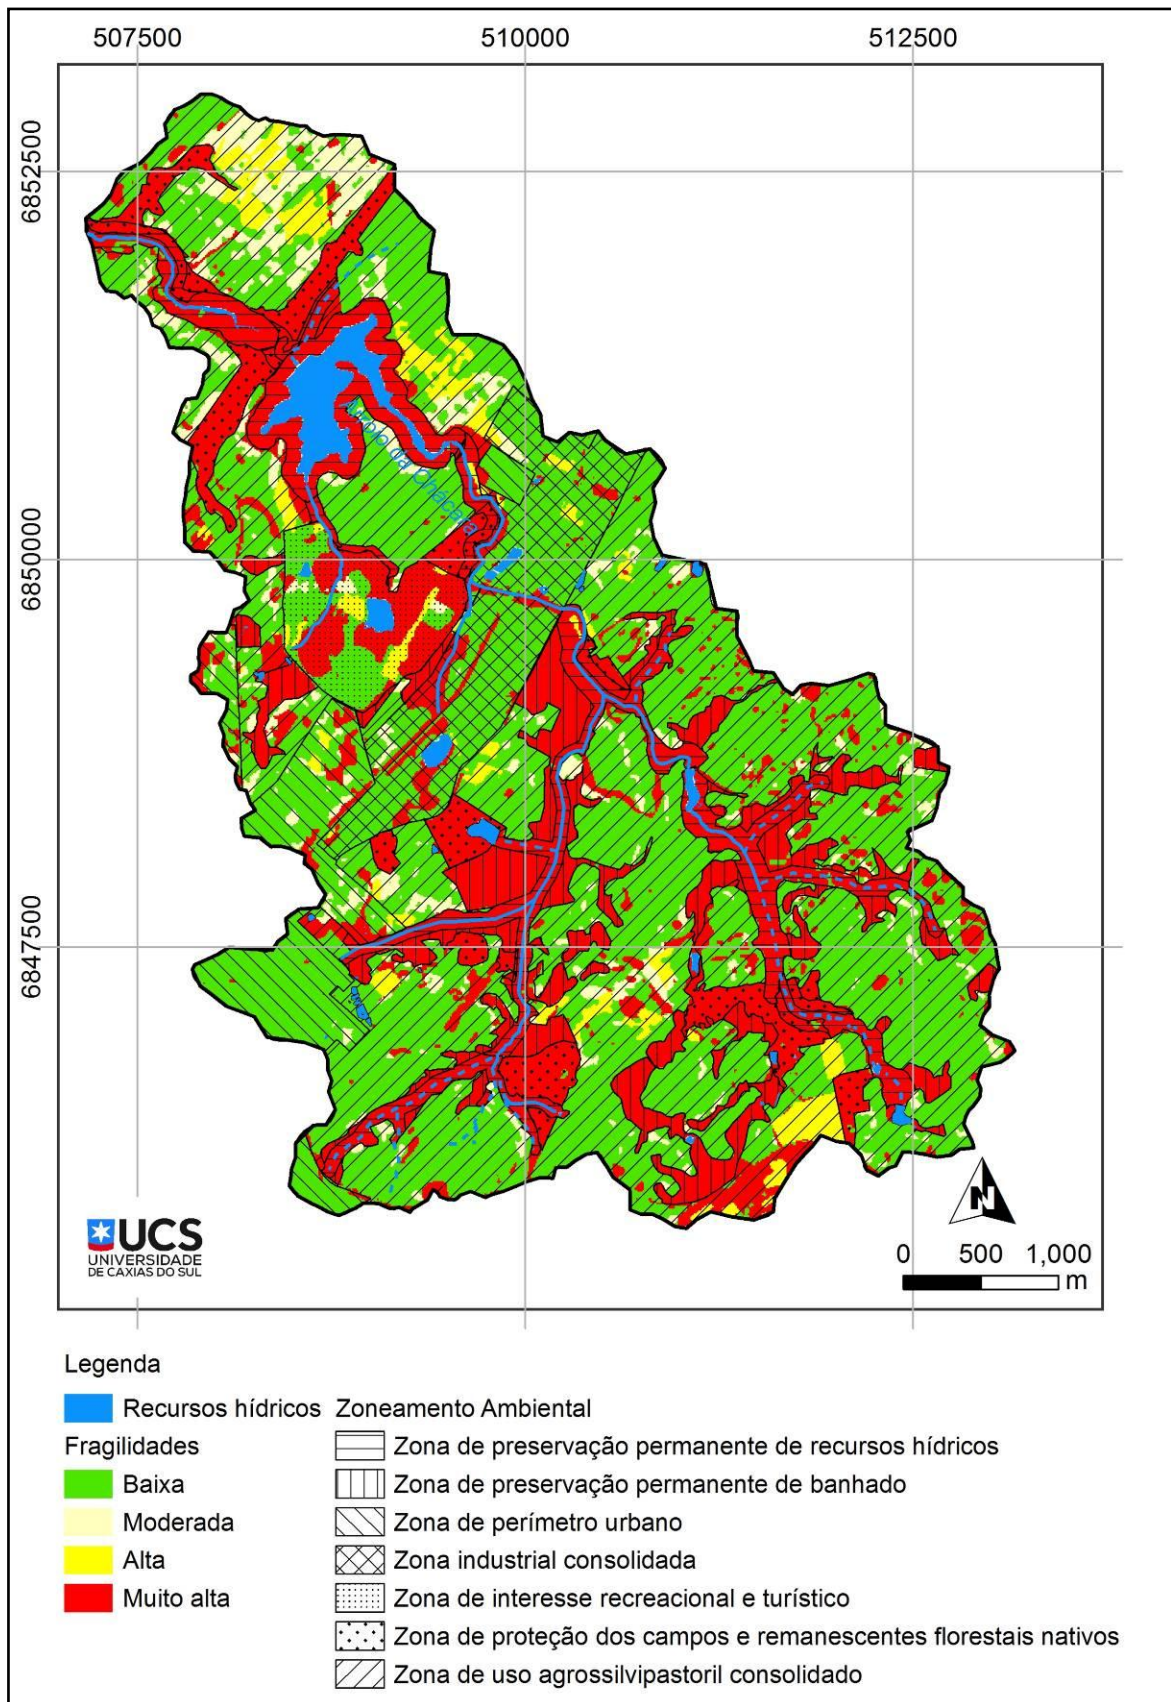 507500 510000 512500
6852500
6850000
6847500
Arroio da Chácara
UCS
UNIVERSIDADE
DE CAXIAS DO SUL
N
0 500 1,000
m
Legenda
Recursos hídricos
Fragilidades
Baixa
Moderada
Alta
Muito alta
Zoneamento Ambiental
Zona de preservação permanente de recursos hídricos
Zona de preservação permanente de banhado
Zona de perímetro urbano
Zona industrial consolidada
Zona de interesse recreacional e turístico
Zona de proteção dos campos e remanescentes florestais nativos
Zona de uso agrossilvipastoril consolidado